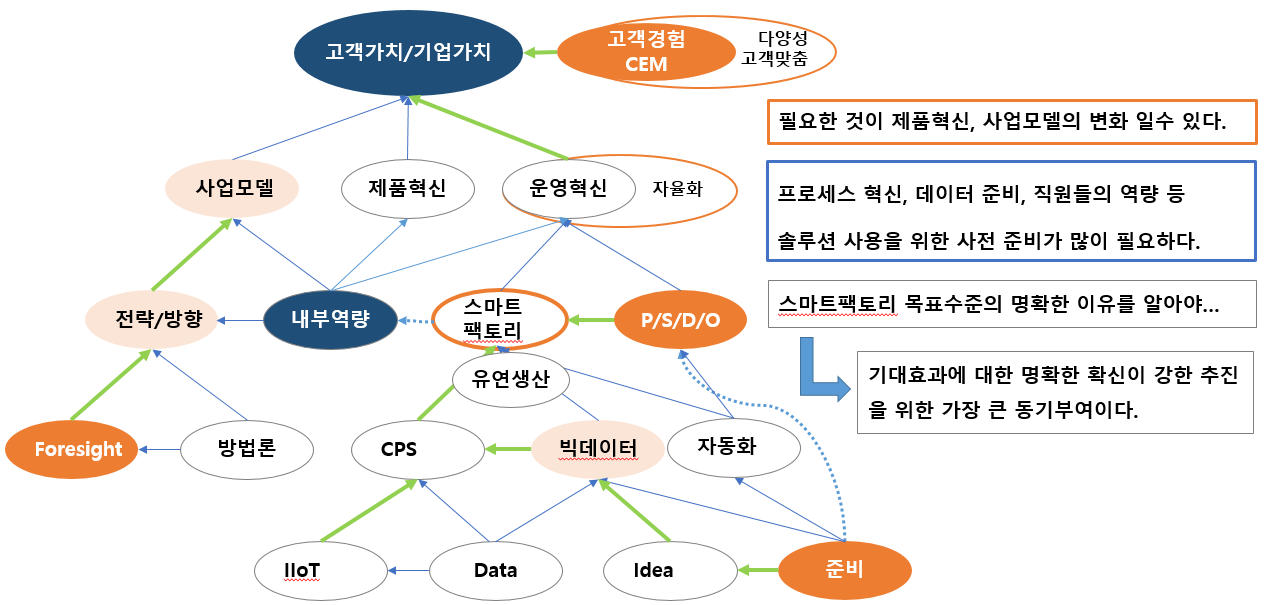 고객가치/기업가치
고객경험
CEM
다양성
고객맞춤
필요한 것이 제품혁신, 사업모델의 변화 일수 있다.
사업모델
제품혁신
운영혁신
자율화
프로세스 혁신, 데이터 준비, 직원들의 역량 등
솔루션 사용을 위한 사전 준비가 많이 필요하다.
전략/방향
내부역량
스마트
팩토리
P/S/D/O
스마트팩토리 목표수준의 명확한 이유를 알아야...
유연생산
기대효과에 대한 명확한 확신이 강한 추진
을 위한 가장 큰 동기부여이다.
Foresight
방법론
CPS
빅데이터
자동화
IIoT
Data
Idea
준비